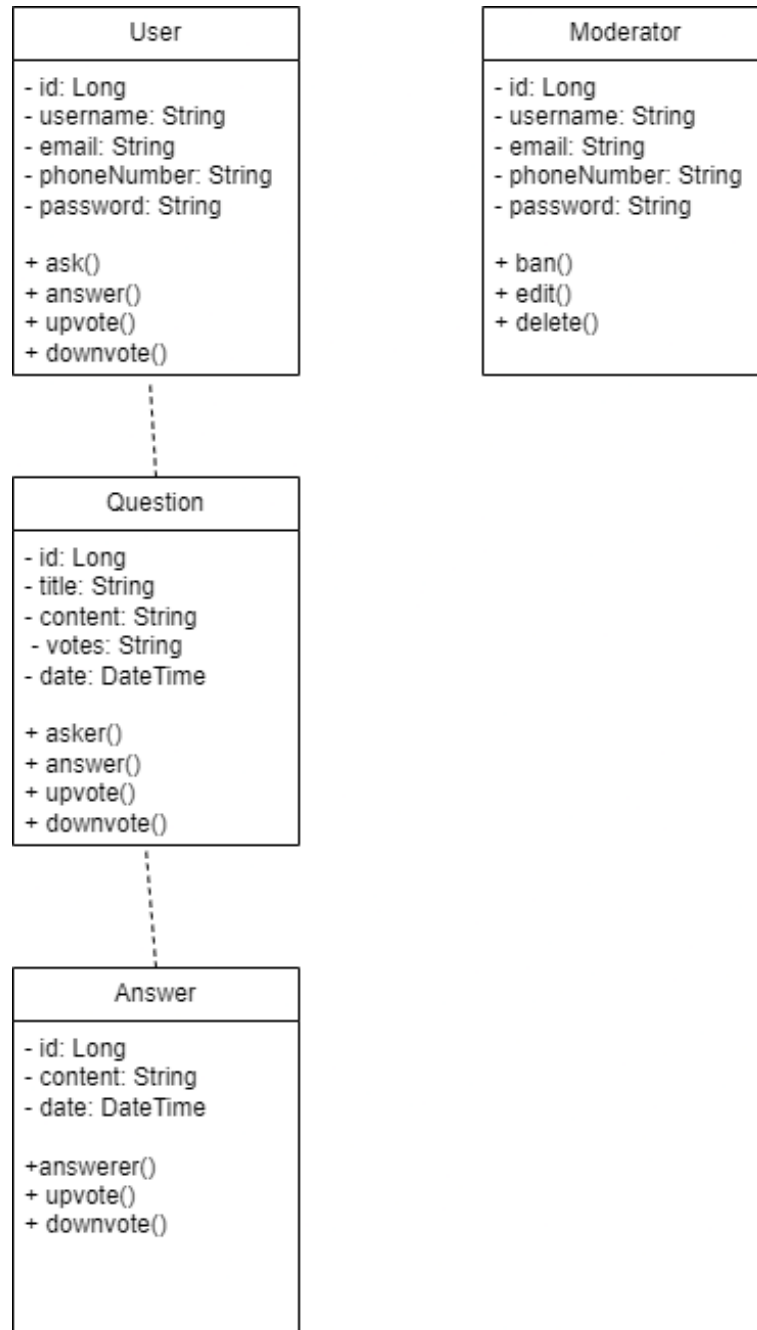 User
- id: Long
- username: String
- email: String
- phoneNumber: String
- password: String
+ ask()
+ answer()
+ upvote()
+ downvote()
Moderator
- id: Long
- username: String
- email: String
- phoneNumber: String
- password: String
+ ban()
+ edit()
+ delete()
Question
- id: Long
- title: String
- content: String
- votes: String
- date: DateTime
+ asker()
+ answer()
+ upvote()
+ downvote()
Answer
- id: Long
- content: String
- date: DateTime
+answerer()
+ upvote()
+ downvote()